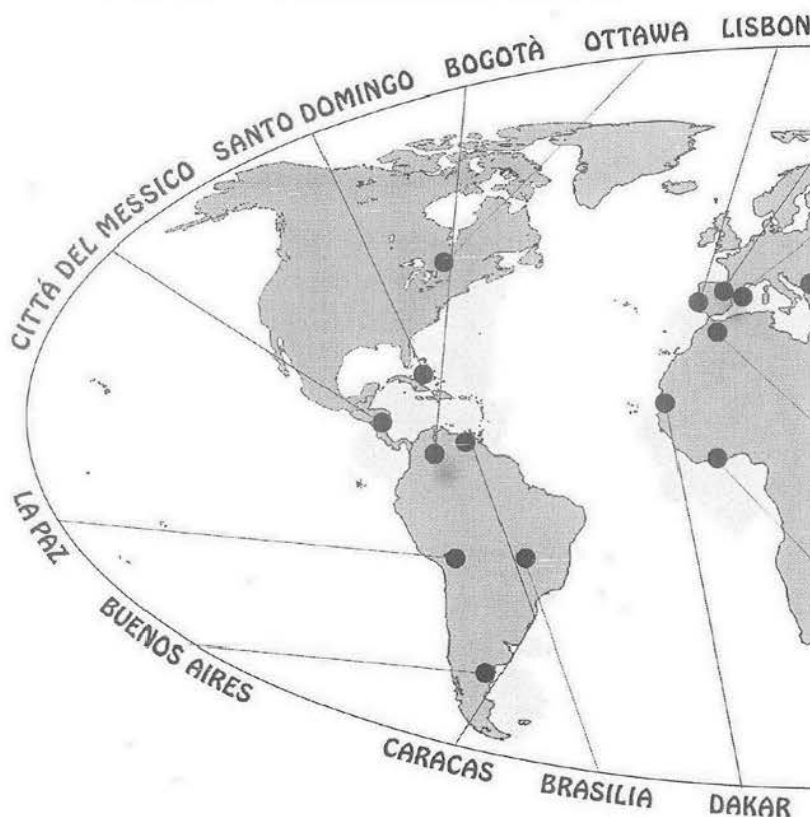 CITTÁ DEL MESSICO
SANTO DOMINGO
BOGOTÀ
OTTAWA
LISBON
LA PAZ
BUENOS AIRES
CARACAS
BRASILIA
DAKAR